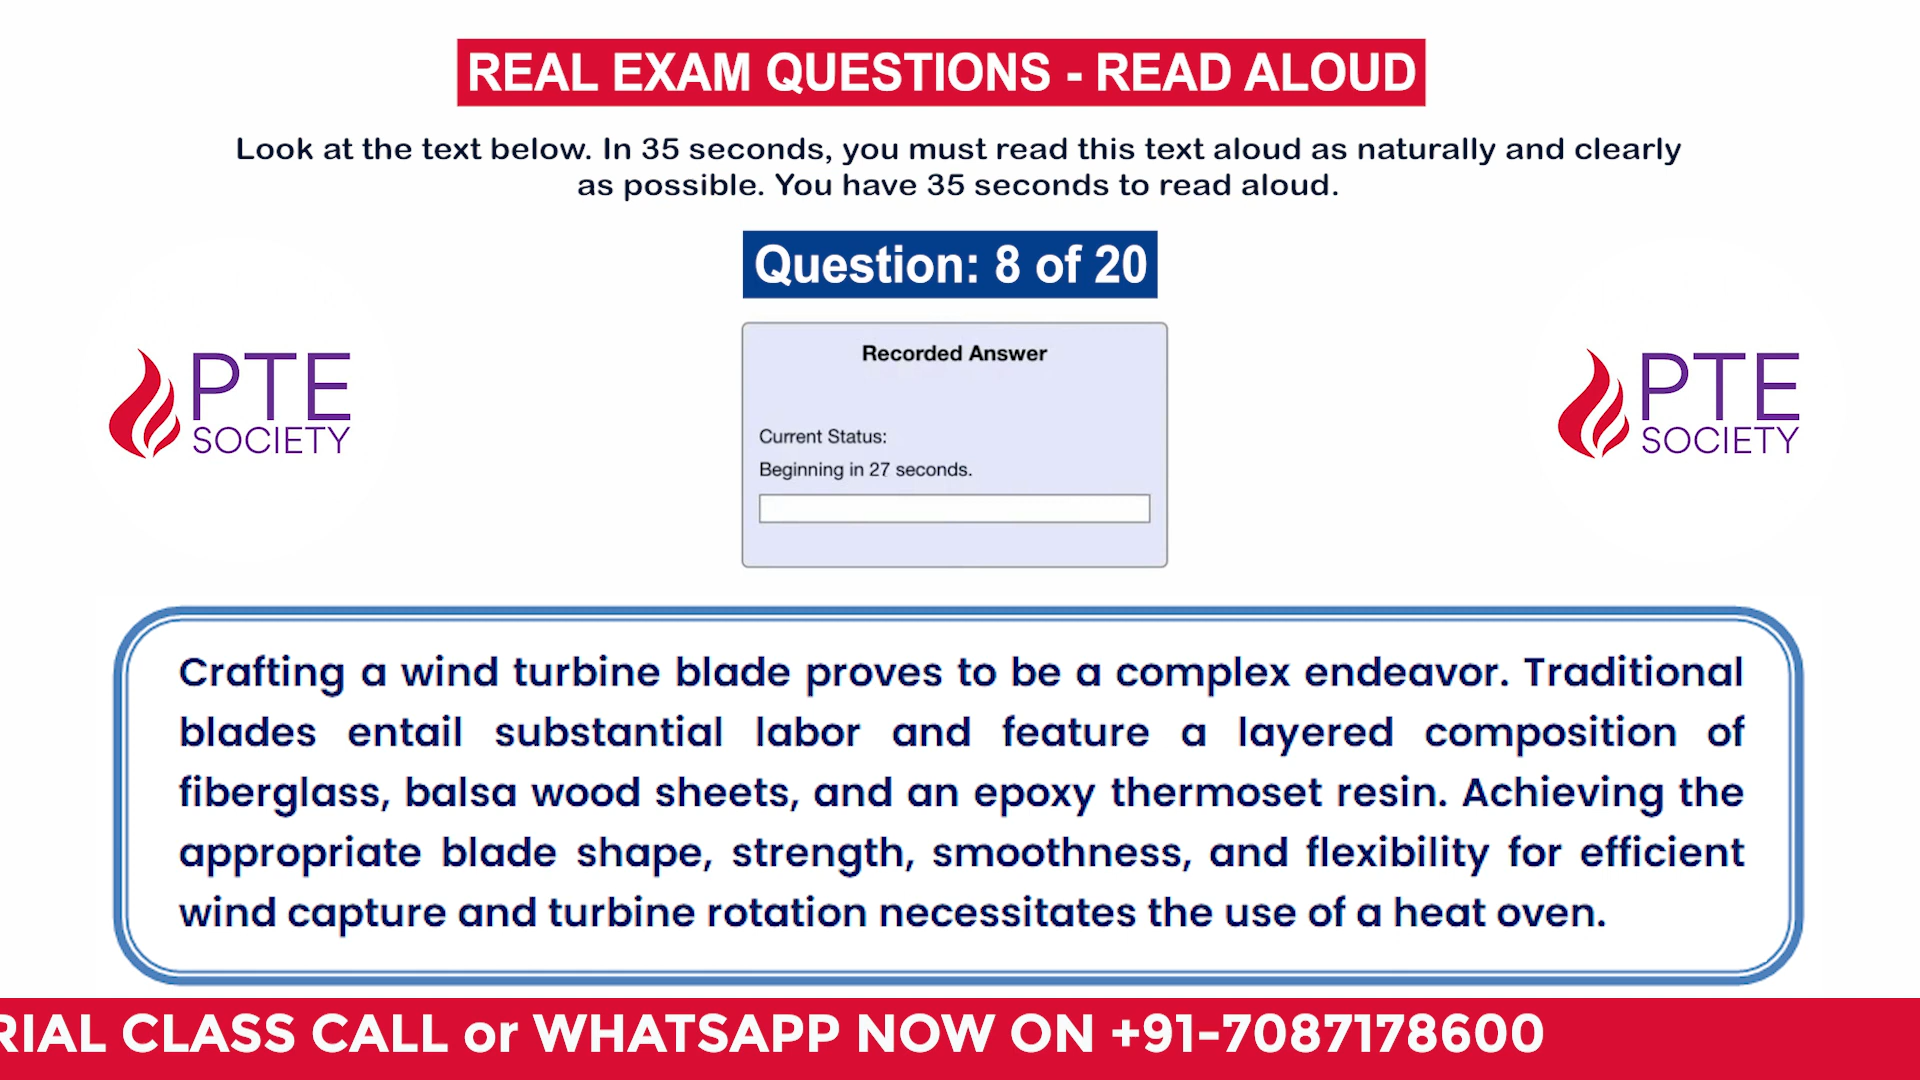 REAL EXAM QUESTIONS - READ ALOUD
Look at the text below. In 35 seconds, you must read this text aloud as naturally and clearly
as possible. You have 35 seconds to read aloud.
Question: 8 of 20
PTE
SOCIETY
Recorded Answer
Current Status:
Beginning in 27 seconds.
PTE
SOCIETY
Crafting a wind turbine blade proves to be a complex endeavor. Traditional
blades entail substantial labor and feature a layered composition of
fiberglass, balsa wood sheets, and an epoxy thermoset resin. Achieving the
appropriate blade shape, strength, smoothness, and flexibility for efficient
wind capture and turbine rotation necessitates the use of a heat oven.
RIAL CLASS CALL or WHATSAPP NOW ON +91-7087178600